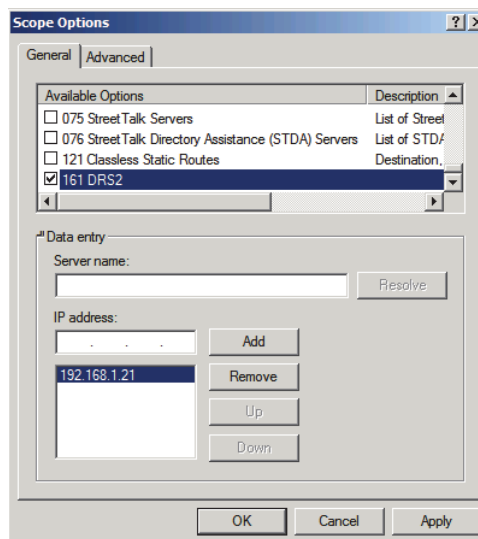 Scope Options
General Advanced
Available Options Description
075 StreetTalk Servers List of Street
076 StreetTalk Directory Assistance (STDA) Servers List of STDA
121 Classless Static Routes Destination,
161 DRS2
Data entry
Server name:
Resolve
IP address:
. . . Add
192.168.1.21 Remove
Up
Down
OK Cancel Apply